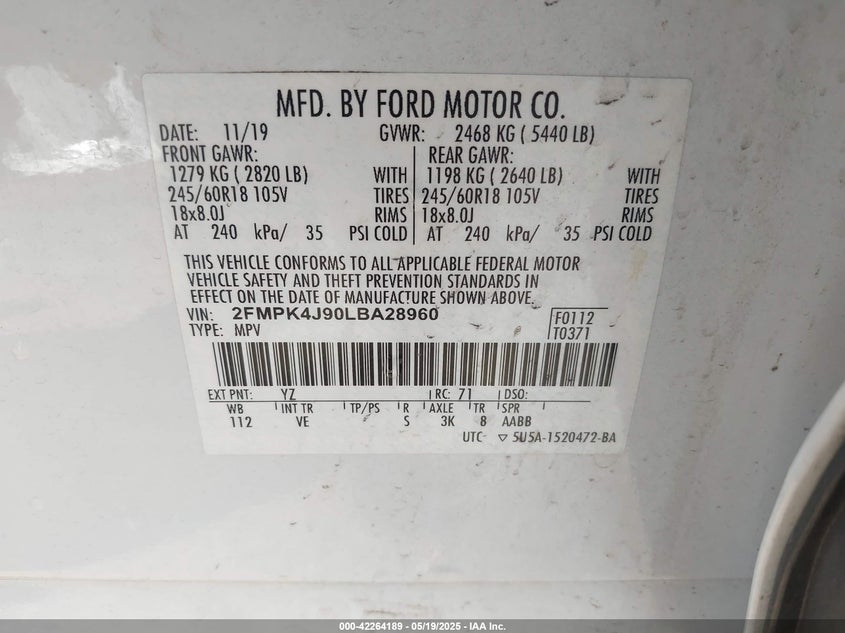 MFD. BY FORD MOTOR CO.
DATE: 11/19 GVWR: 2468 KG ( 5440 LB)
FRONT GAWR: REAR GAWR:
1279 KG ( 2820 LB) WITH 1198 KG ( 2640 LB) WITH
245/60R18 105V TIRES 245/60R18 105V TIRES
18x8.0J RIMS 18x8.0J RIMS
AT 240 kPa/ 35 PSI COLD AT 240 kPa/ 35 PSI COLD
THIS VEHICLE CONFORMS TO ALL APPLICABLE FEDERAL MOTOR
VEHICLE SAFETY AND THEFT PREVENTION STANDARDS IN
EFFECT ON THE DATE OF MANUFACTURE SHOWN ABOVE.
VIN: 2FMPK4J90LBA28960 F0112
TYPE: MPV T0371
EXT PNT: YZ RC: 71 DSO:
WB INT TR TP/PS R AXLE TR SPR
112 VE S 3K 8 AABB
UTC ▽ 5U5A-1520472-BA
000-42264189 - 05/19/2025 - IAA Inc.